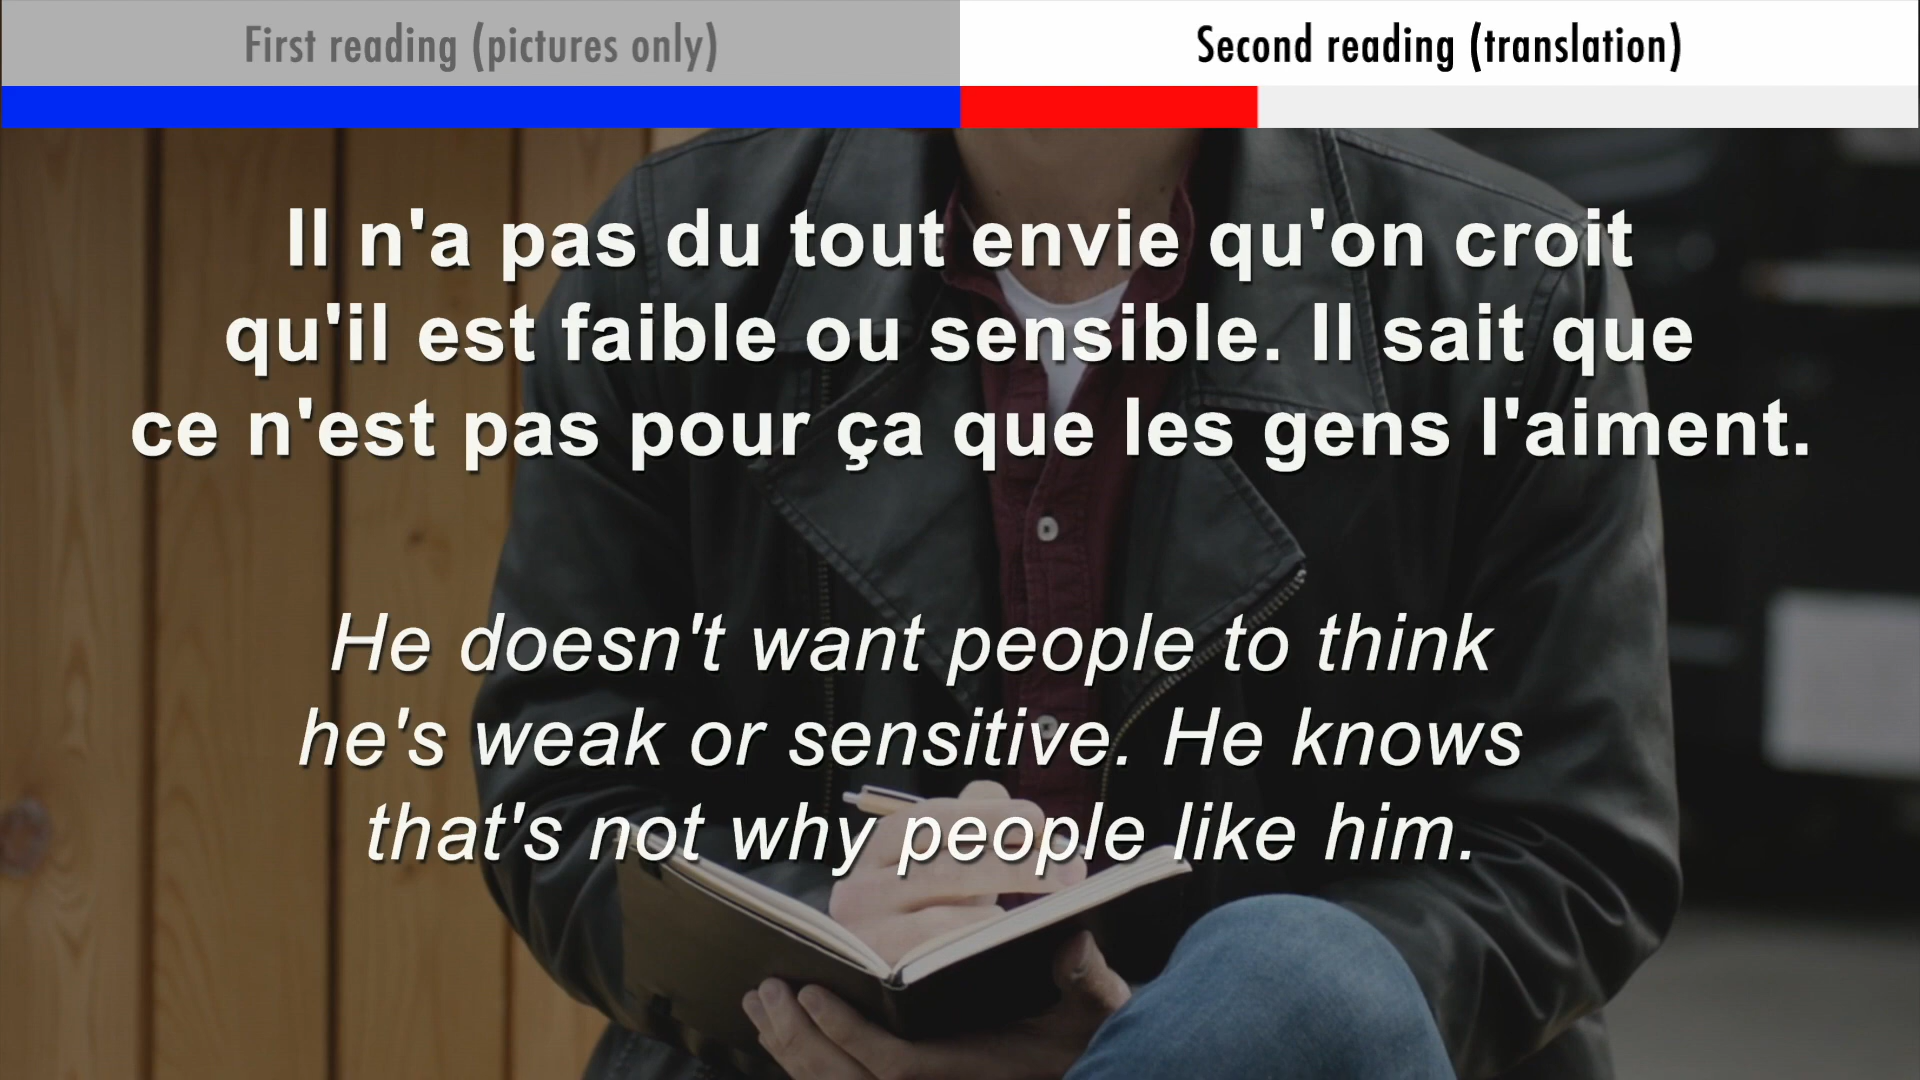 First reading (pictures only)
Second reading (translation)
Il n'a pas du tout envie qu'on croit
qu'il est faible ou sensible. Il sait que
ce n'est pas pour ça que les gens l'aiment.
He doesn't want people to think
he's weak or sensitive. He knows
that's not why people like him.